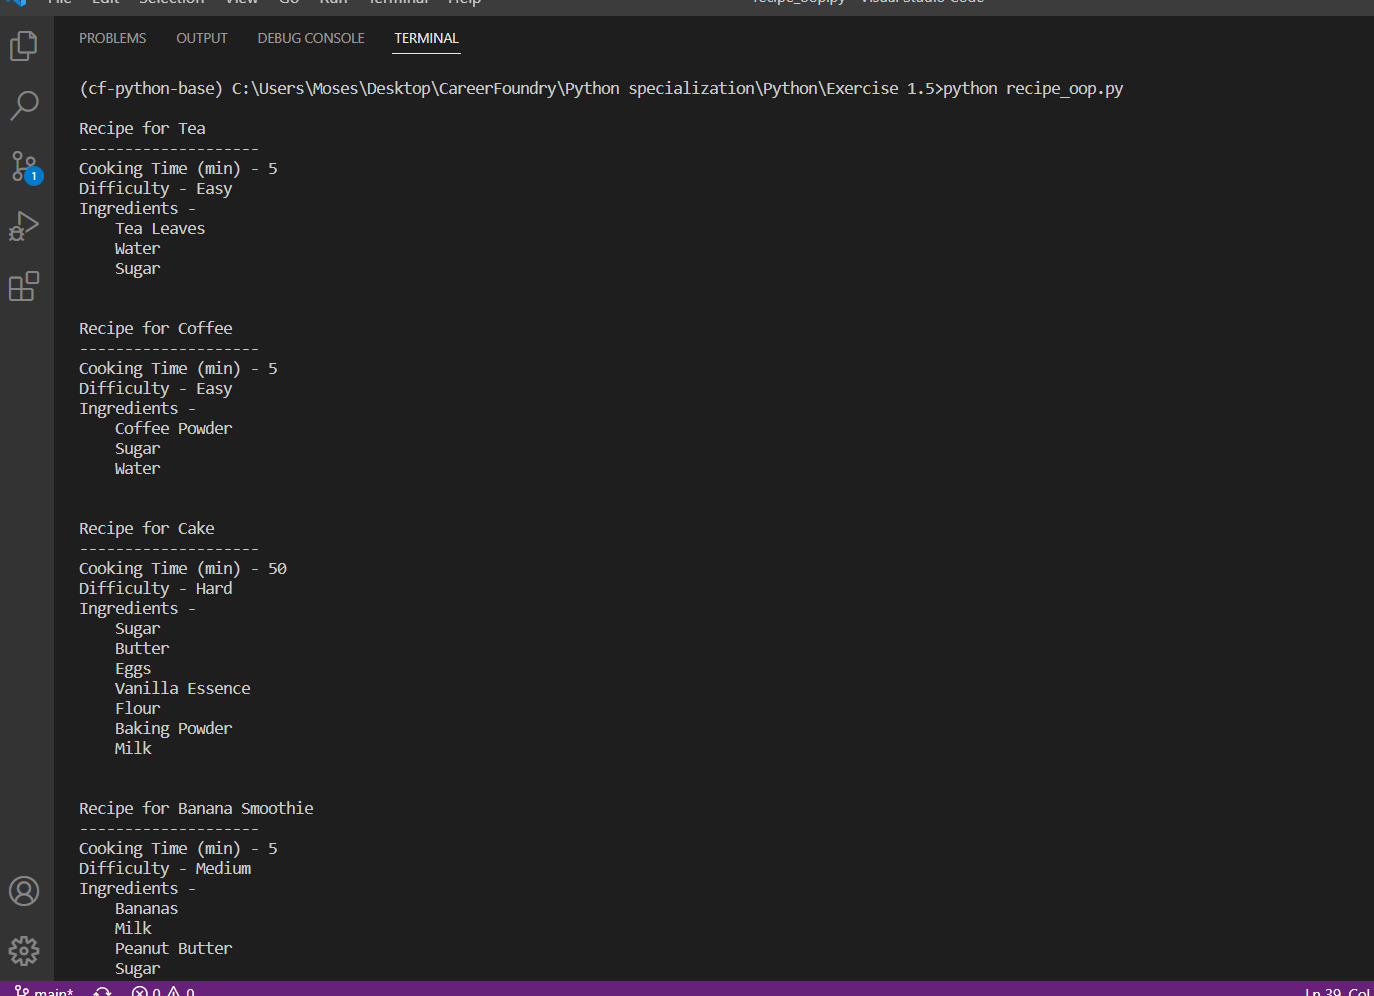 File Edit Selection View Go Run Terminal Help recipe_oop.py - Visual Studio Code
PROBLEMS OUTPUT DEBUG CONSOLE TERMINAL
(cf-python-base) C:\Users\Moses\Desktop\CareerFoundry\Python specialization\Python\Exercise 1.5>python recipe_oop.py
Recipe for Tea
--------------------
Cooking Time (min) - 5
Difficulty - Easy
Ingredients -
Tea Leaves
Water
Sugar
Recipe for Coffee
--------------------
Cooking Time (min) - 5
Difficulty - Easy
Ingredients -
Coffee Powder
Sugar
Water
Recipe for Cake
--------------------
Cooking Time (min) - 50
Difficulty - Hard
Ingredients -
Sugar
Butter
Eggs
Vanilla Essence
Flour
Baking Powder
Milk
Recipe for Banana Smoothie
--------------------
Cooking Time (min) - 5
Difficulty - Medium
Ingredients -
Bananas
Milk
Peanut Butter
Sugar
1
main* 0 0 Ln 39, Col